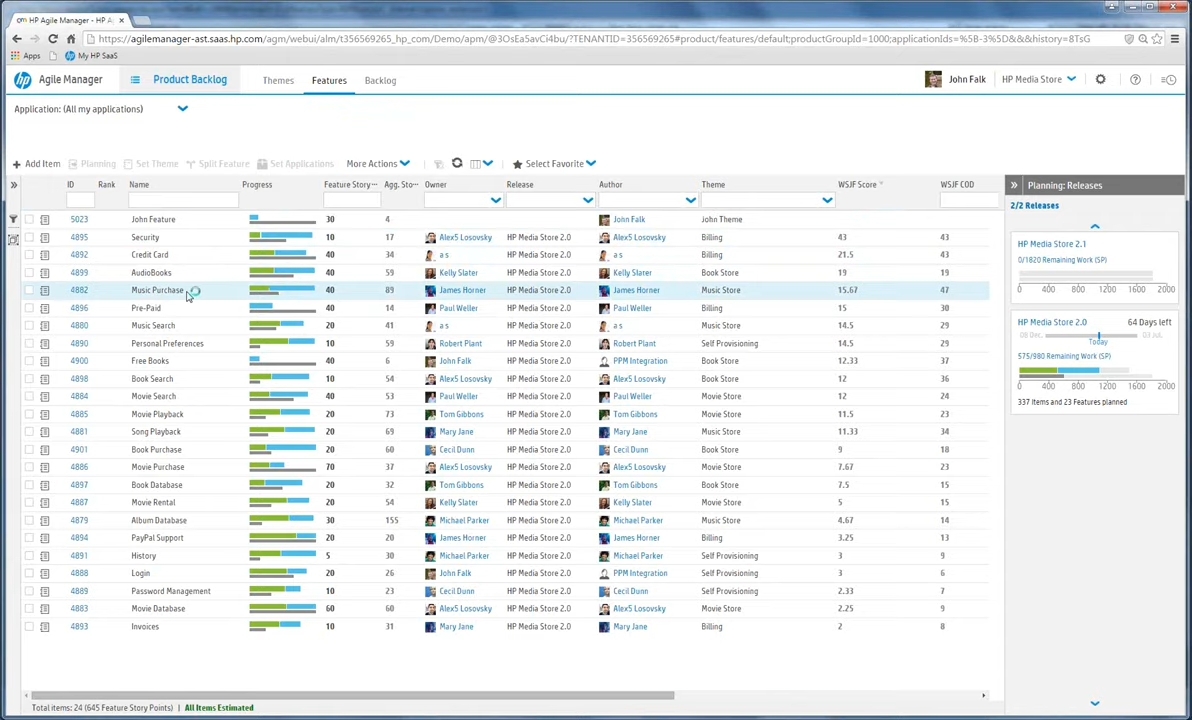 HP Agile Manager - HP A
https://agilemanager-ast.saas.hp.com/agm/webui/alm/t356569265_hp_com/Demo/apm/@3OsEa5avCi4bu/?TENANTID=356569265#product/features/defaultproductGroupId=1000;applicationIds=%5B-3%5D&&&history=8TsG
Apps My HP SaaS
hp Agile Manager Product Backlog Themes Features Backlog John Falk HP Media Store
Application: (All my applications)
Add Item Planning Set Theme Split Feature Set Applications More Actions Select Favorite
ID Rank Name Progress Feature Story··· Agg. Sto··· Owner Release Author Theme WSJF Score WSJF COD
5023 John Feature 30 4 John Falk John Theme
4895 Security 10 17 Alex5 Losovsky HP Media Store 2.0 Alex5 Losovsky Billing 43 43
4892 Credit Card 40 34 a s HP Media Store 2.0 a s Billing 21.5 43
4899 AudioBooks 40 59 Kelly Slater HP Media Store 2.0 Kelly Slater Book Store 19 19
4882 Music Purchase 40 89 James Horner HP Media Store 2.0 James Horner Music Store 15.67 47
4896 Pre-Paid 40 14 Paul Weller HP Media Store 2.0 Paul Weller Billing 15 30
4880 Music Search 20 41 a s HP Media Store 2.0 a s Music Store 14.5 29
4890 Personal Preferences 10 59 Robert Plant HP Media Store 2.0 Robert Plant Self Provisioning 14.5 29
4900 Free Books 40 6 John Falk HP Media Store 2.0 PPM Integration Book Store 12.33 37
4898 Book Search 10 54 Alex5 Losovsky HP Media Store 2.0 Alex5 Losovsky Book Store 12 36
4884 Movie Search 40 53 Paul Weller HP Media Store 2.0 Paul Weller Movie Store 12 24
4885 Movie Playback 20 73 Tom Gibbons HP Media Store 2.0 Tom Gibbons Movie Store 11.5 23
4881 Song Playback 20 69 Mary Jane HP Media Store 2.0 Mary Jane Music Store 11.33 34
4901 Book Purchase 20 60 Cecil Dunn HP Media Store 2.0 Cecil Dunn Book Store 9 18
4886 Movie Purchase 70 37 Alex5 Losovsky HP Media Store 2.0 Alex5 Losovsky Movie Store 7.67 23
4897 Book Database 20 32 Tom Gibbons HP Media Store 2.0 Tom Gibbons Book Store 7.5 15
4887 Movie Rental 20 54 Kelly Slater HP Media Store 2.0 Kelly Slater Movie Store 5 15
4879 Album Database 30 155 Michael Parker HP Media Store 2.0 Michael Parker Music Store 4.67 14
4894 PayPal Support 20 20 James Horner HP Media Store 2.0 James Horner Billing 3.25 13
4891 History 5 30 Michael Parker HP Media Store 2.0 Michael Parker Self Provisioning 3 9
4888 Login 20 26 John Falk HP Media Store 2.0 PPM Integration Self Provisioning 3 6
4889 Password Management 10 23 Cecil Dunn HP Media Store 2.0 Cecil Dunn Self Provisioning 2.33 7
4883 Movie Database 60 60 Alex5 Losovsky HP Media Store 2.0 Alex5 Losovsky Movie Store 2.25 9
4893 Invoices 10 31 Mary Jane HP Media Store 2.0 Mary Jane Billing 2 8
Total items: 24 (645 Feature Story Points) | All Items Estimated
Planning: Releases
2/2 Releases
HP Media Store 2.1
0/1820 Remaining Work (SP)
0 400 800 1200 1600 2000
HP Media Store 2.0 64 Days left
08 Dec. 03 Jul.
Today
575/980 Remaining Work (SP)
0 400 800 1200 1600 2000
337 Items and 23 Features planned